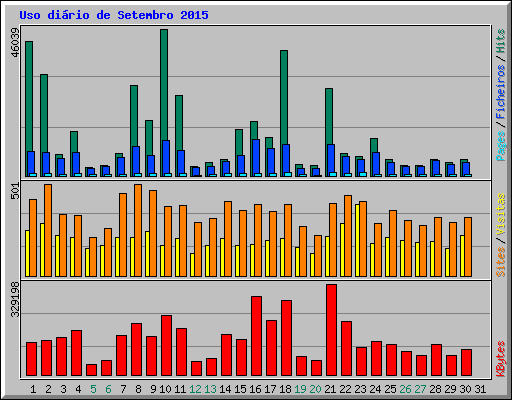 Uso diário de Setembro 2015
46039
Pages / Ficheiros / Hits
501
Sites / Visitas
329198
KBytes
1 2 3 4 5 6 7 8 9 10 11 12 13 14 15 16 17 18 19 20 21 22 23 24 25 26 27 28 29 30 31